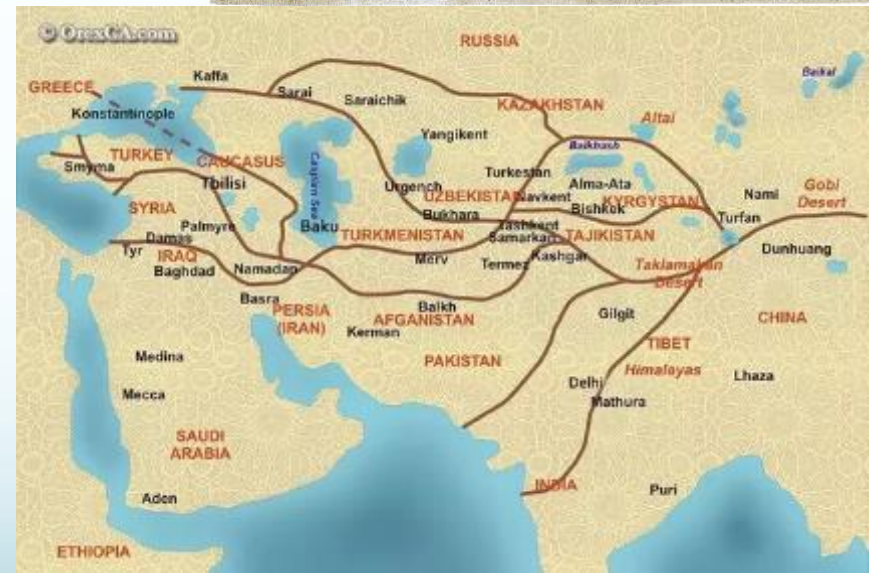 © OrexCA.com
RUSSIA
Baikal
Kaffa
GREECE
Sarai
Saraichik
KAZAKHSTAN
Altai
Konstantinople
Yangikent
Balkhash
TURKEY
CAUCASUS
Caspian Sea
Smyrna
Tbilisi
Turkestan
Alma-Ata
Urgench
UZBEKISTAN
Navkent
KYRGYSTAN
Nami
Gobi
Desert
SYRIA
Bukhara
Bishkek
Turfan
Palmyre
Baku
TURKMENISTAN
Tashkent
Samarkan
TAJIKISTAN
Damas
Tyr
IRAQ
Baghdad
Namadan
Merv
Termez
Kashgar
Taklamakan
Desert
Dunhuang
Basra
PERSIA
(IRAN)
Balkh
AFGANISTAN
Kerman
Gilgit
CHINA
Medina
PAKISTAN
TIBET
Himalayas
Lhaza
Delhi
Mathura
Mecca
SAUDI
ARABIA
Aden
INDIA
Puri
ETHIOPIA